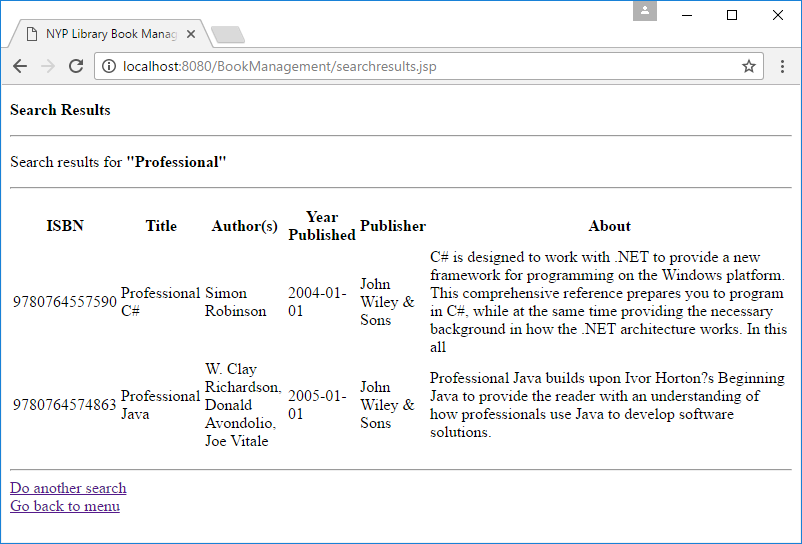 NYP Library Book Manag
localhost:8080/BookManagement/searchresults.jsp
Search Results
Search results for "Professional"
ISBN Title Author(s) Year Published Publisher About
9780764557590 Professional C# Simon Robinson 2004-01-01 John Wiley & Sons C# is designed to work with .NET to provide a new
framework for programming on the Windows platform.
This comprehensive reference prepares you to program
in C#, while at the same time providing the necessary
background in how the .NET architecture works. In this
all
9780764574863 Professional Java W. Clay Richardson, Donald Avondolio, Joe Vitale 2005-01-01 John Wiley & Sons Professional Java builds upon Ivor Horton?s Beginning
Java to provide the reader with an understanding of
how professionals use Java to develop software
solutions.
Do another search
Go back to menu